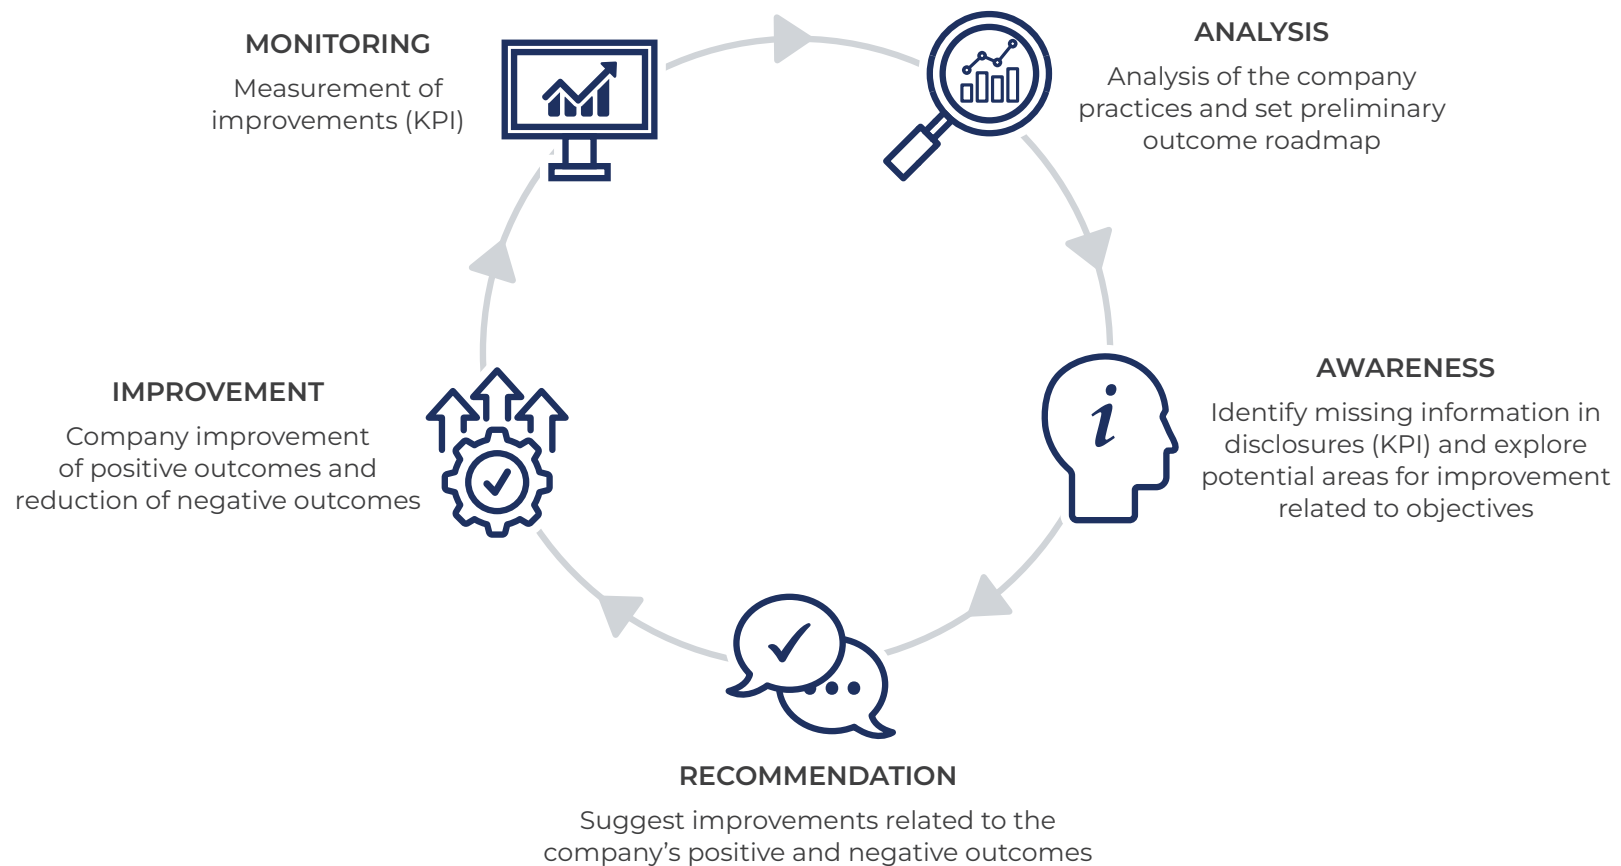 MONITORING
Measurement of
improvements (KPI)
ANALYSIS
Analysis of the company
practices and set preliminary
outcome roadmap
AWARENESS
Identify missing information in
disclosures (KPI) and explore
potential areas for improvement
related to objectives
i
IMPROVEMENT
Company improvement
of positive outcomes and
reduction of negative outcomes
RECOMMENDATION
Suggest improvements related to the
company’s positive and negative outcomes